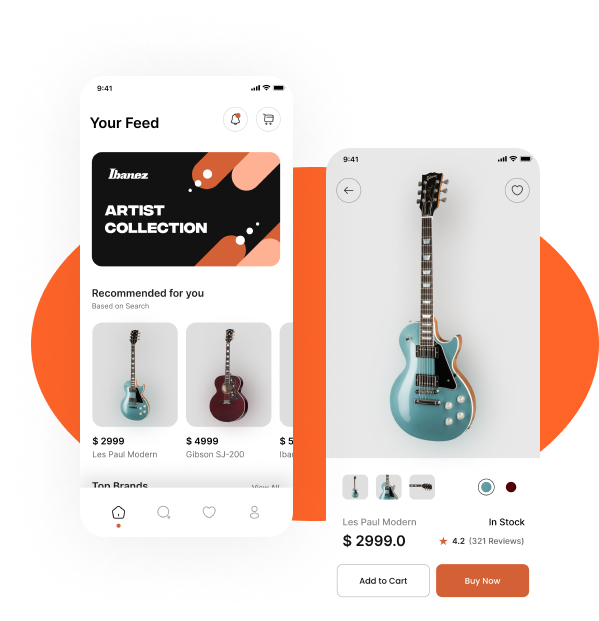 9:41
Your Feed
Ibanez
ARTIST
COLLECTION
Recommended for you
Based on Search
$ 2999
Les Paul Modern
$ 4999
Gibson SJ-200
$ 5
Iba
Top Brands
View All
9:41
Les Paul Modern
In Stock
$ 2999.0
4.2 (321 Reviews)
Add to Cart
Buy Now